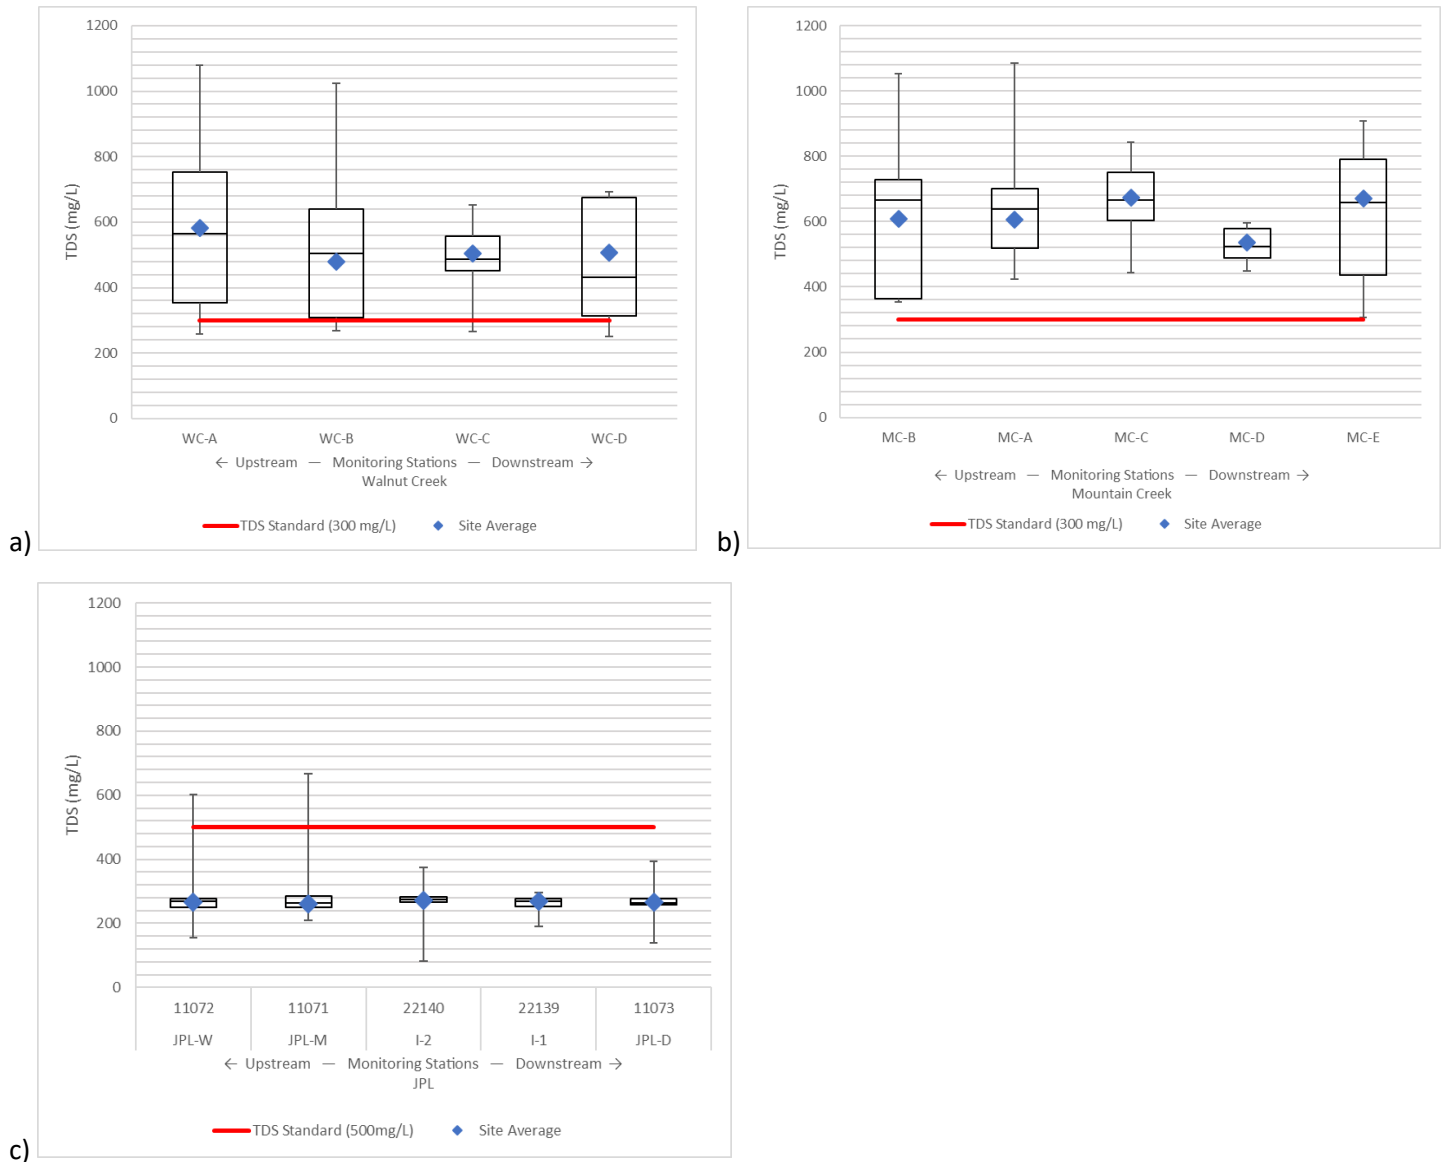 1200
1000
800
600
400
200
0
TDS (mg/L)
WC-A WC-B WC-C WC-D
← Upstream — Monitoring Stations — Downstream →
Walnut Creek
TDS Standard (300 mg/L) Site Average
a)
1200
1000
800
600
400
200
0
TDS (mg/L)
MC-B MC-A MC-C MC-D MC-E
← Upstream — Monitoring Stations — Downstream →
Mountain Creek
TDS Standard (300 mg/L) Site Average
b)
1200
1000
800
600
400
200
0
TDS (mg/L)
11072 11071 22140 22139 11073
JPL-W JPL-M I-2 I-1 JPL-D
← Upstream — Monitoring Stations — Downstream →
JPL
TDS Standard (500mg/L) Site Average
c)